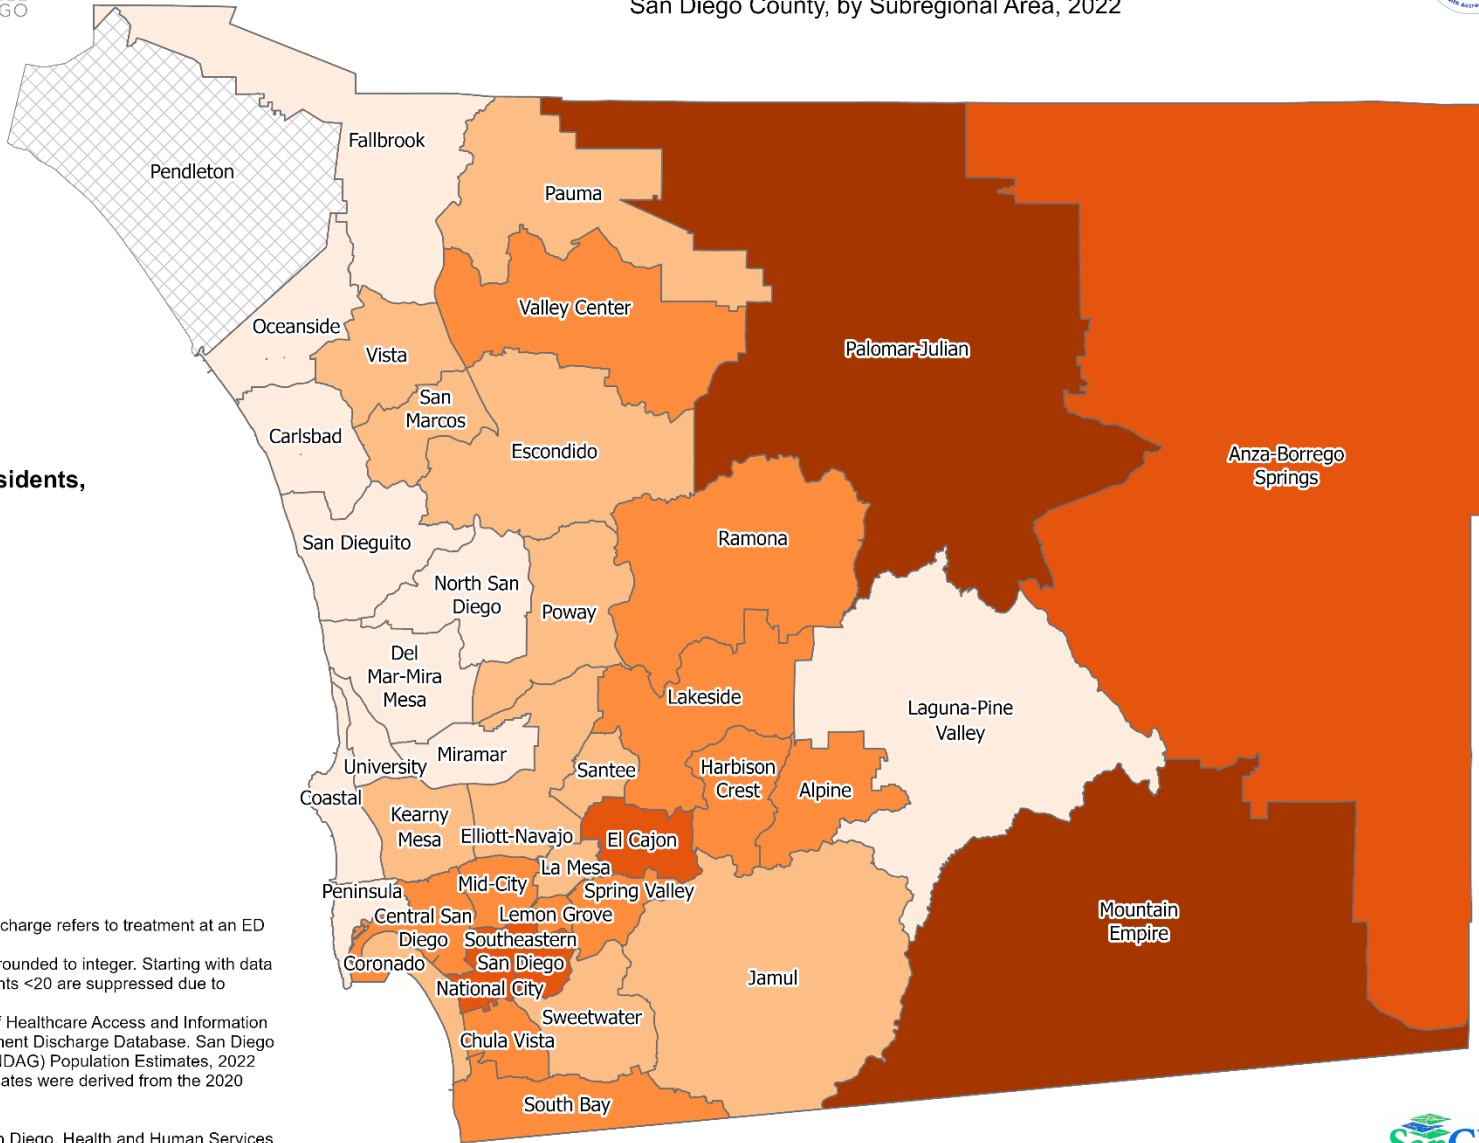 GO
San Diego County, by Subregional Area, 2022
Fallbrook
Pendleton
Pauma
Valley Center
Oceanside
Palomar-Julian
Vista
San
Marcos
Carlsbad
Escondido
Anza-Borrego
Springs
sidents,
Ramona
San Dieguito
North San
Diego
Poway
Del
Mar-Mira
Mesa
Lakeside
Laguna-Pine
Valley
Miramar
University
Santee
Harbison
Crest
Alpine
Coastal
Kearny
Mesa
Elliott-Navajo
El Cajon
La Mesa
Mid-City
Spring Valley
Peninsula
Central San
Diego
Lemon Grove
Mountain
Empire
Southeastern
San Diego
Coronado
Jamul
National City
Sweetwater
Chula Vista
South Bay
charge refers to treatment at an ED
ounded to integer. Starting with data
nts <20 are suppressed due to
f Healthcare Access and Information
nent Discharge Database. San Diego
NDAG) Population Estimates, 2022
ates were derived from the 2020
n Diego, Health and Human Services